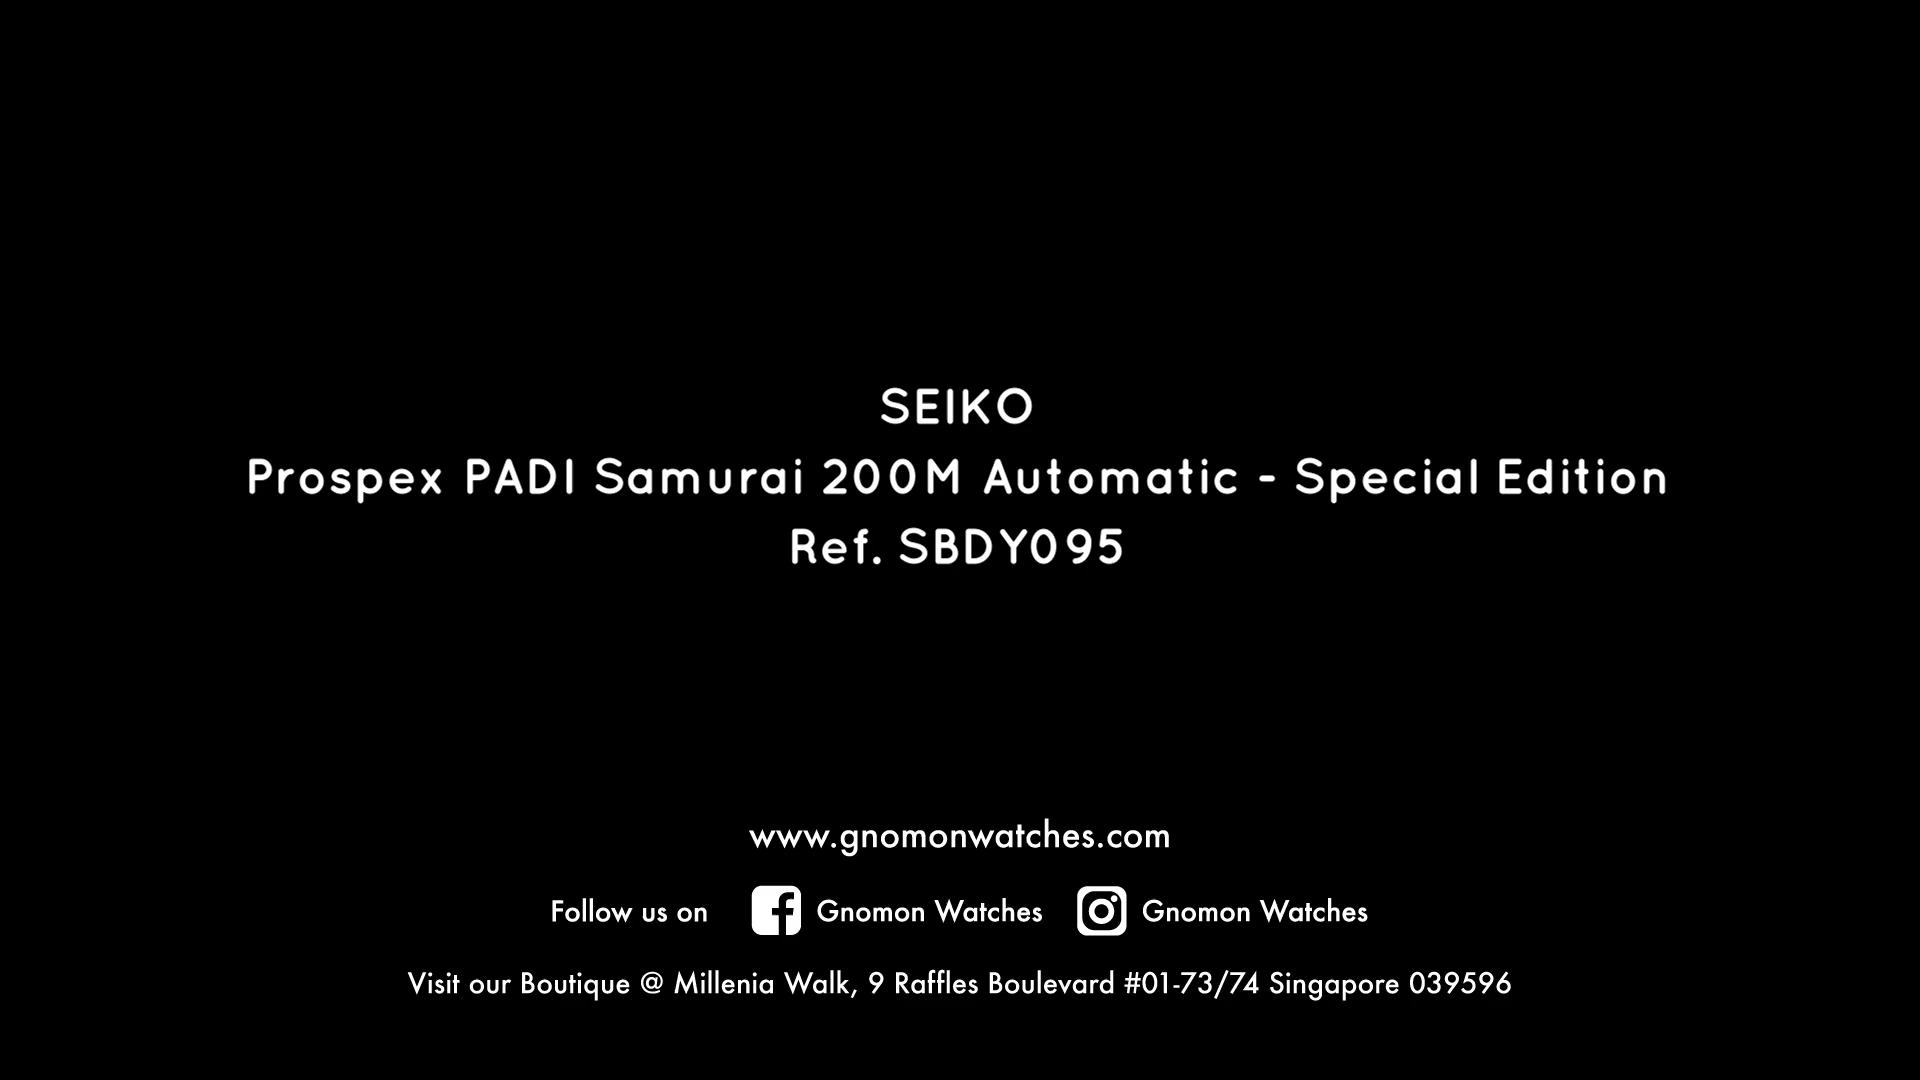 SEIKO
Prospex PADI Samurai 200M Automatic - Special Edition
Ref. SBDY095
www.gnomonwatches.com
Follow us on Gnomon Watches Gnomon Watches
Visit our Boutique @ Millenia Walk, 9 Raffles Boulevard #01-73/74 Singapore 039596